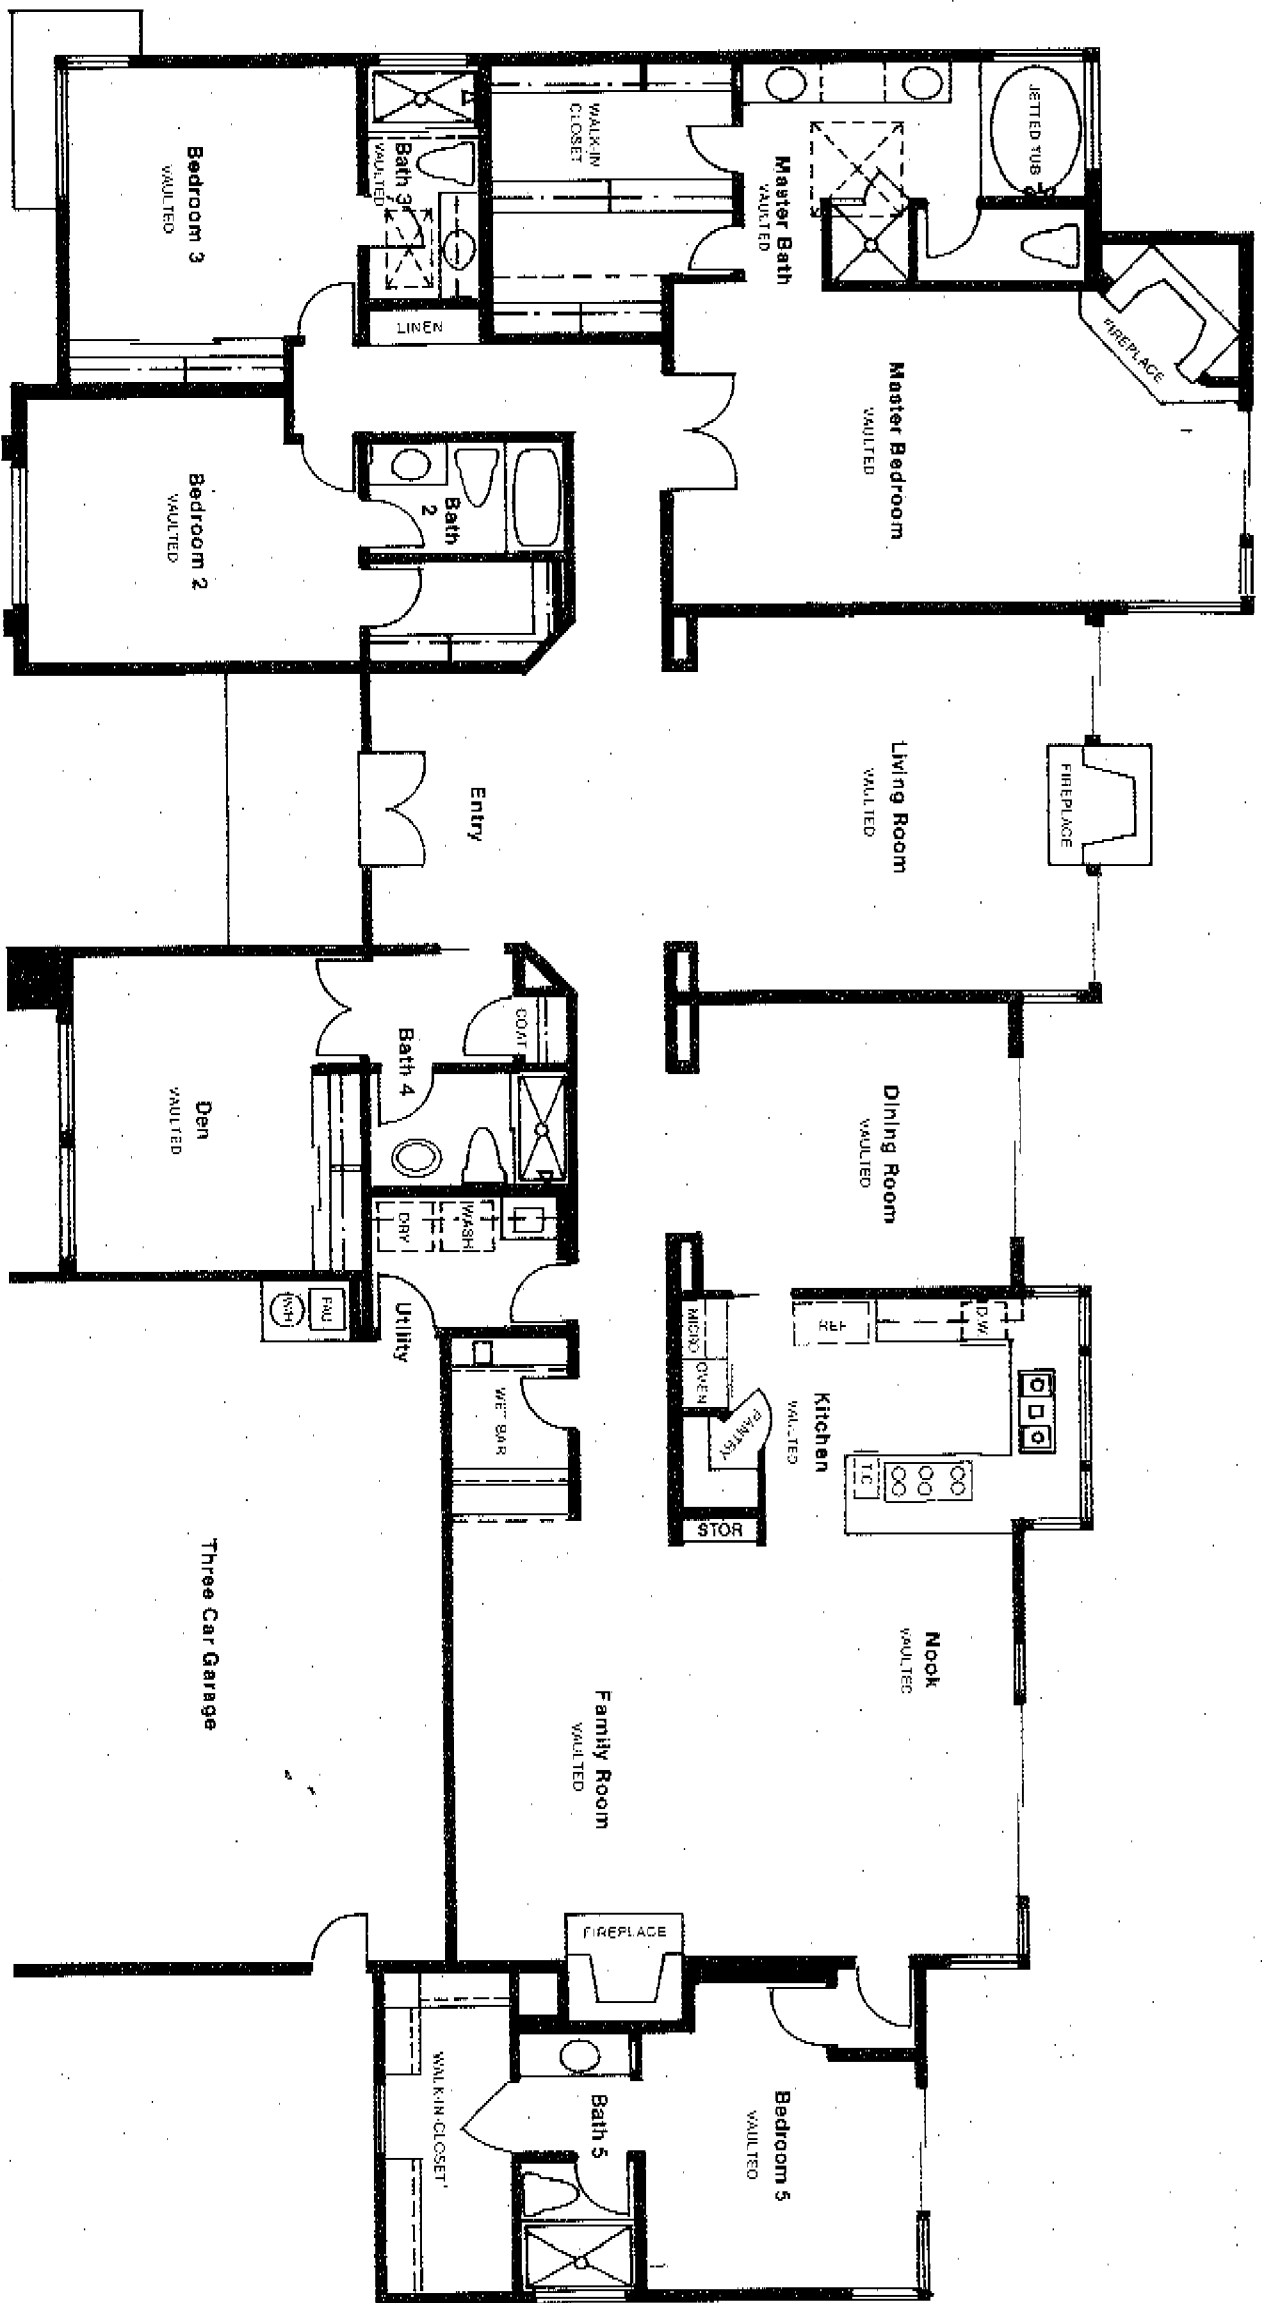 JETTED TUB
WALK-IN
CLOSET
Master Bath
VAULTED
Bath 3
VAULTED
Bedroom 3
VAULTED
LINEN
FIREPLACE
Master Bedroom
VAULTED
Bath
2
Bedroom 2
VAULTED
FIREPLACE
Living Room
VAULTED
Entry
COAT
Bath 4
Den
VAULTED
Dining Room
VAULTED
WASH
DRY
Utility
FAU
W/H
D.W.
REF
MICRO
OVEN
PANTRY
Kitchen
VAULTED
T.C
STOR
WET BAR
Nook
VAULTED
Family Room
VAULTED
Three Car Garage
FIREPLACE
Bedroom 5
VAULTED
Bath 5
WALK-IN-CLOSET